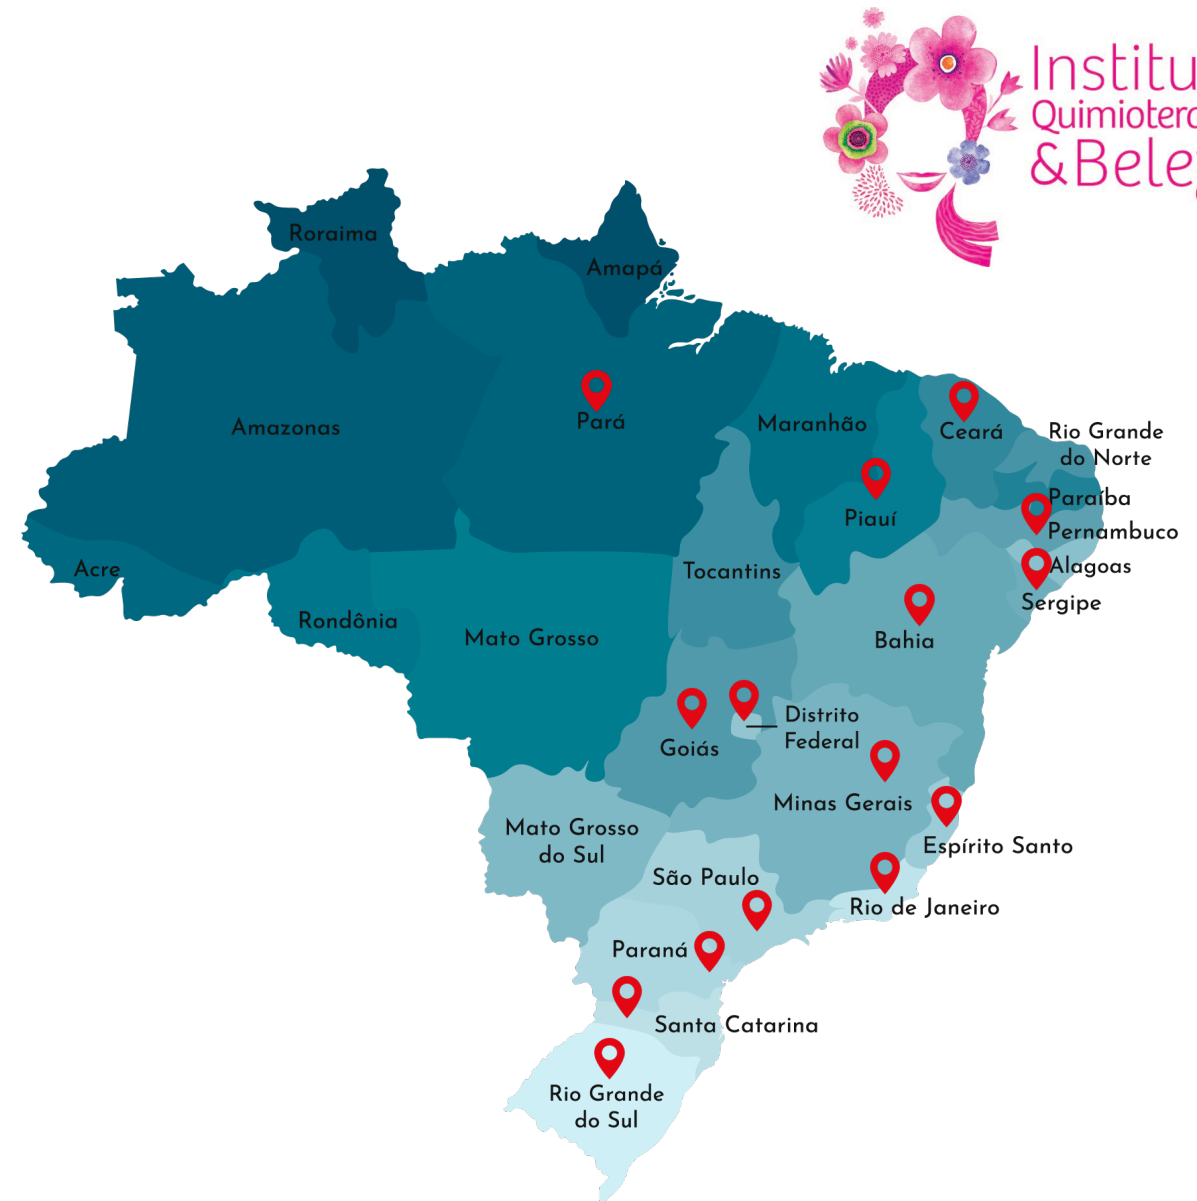 Institu
Quimiotera
&Bele
Roraima
Amapá
Amazonas
Pará
Maranhão
Ceará
Rio Grande
do Norte
Piauí
Paraíba
Pernambuco
Acre
Tocantins
Alagoas
Sergipe
Rondônia
Mato Grosso
Bahia
Goiás
Distrito
Federal
Minas Gerais
Mato Grosso
do Sul
Espírito Santo
São Paulo
Rio de Janeiro
Paraná
Santa Catarina
Rio Grande
do Sul